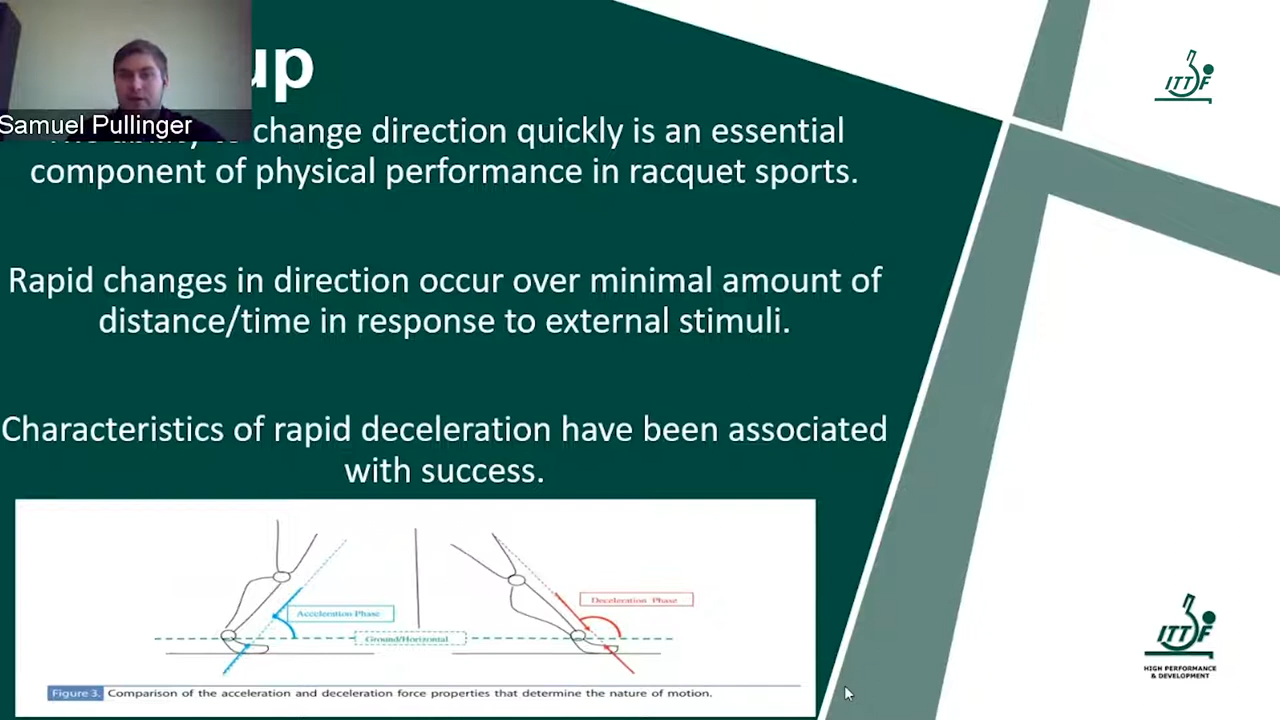 up
Samuel Pullinger
change direction quickly is an essential
component of physical performance in racquet sports.
Rapid changes in direction occur over minimal amount of
distance/time in response to external stimuli.
Characteristics of rapid deceleration have been associated
with success.
Acceleration Phase
Deceleration Phase
Ground/Horizontal
Figure 3. Comparison of the acceleration and deceleration force properties that determine the nature of motion.
ITTF
ITTF
HIGH PERFORMANCE
& DEVELOPMENT